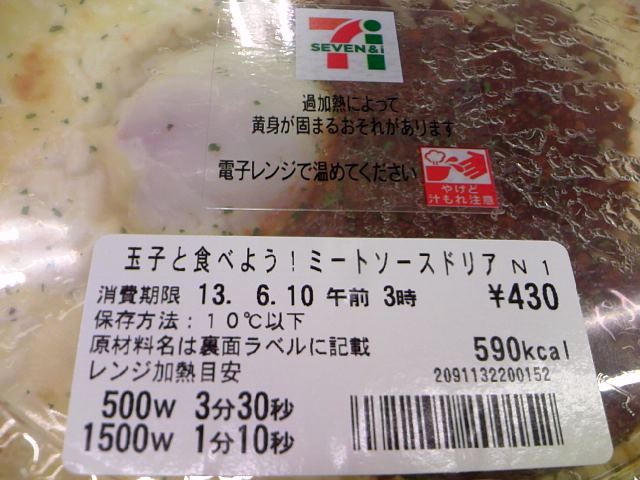 SEVEN&i
過加熱によって
黄身が固まるおそれがあります
電子レンジで温めてください
やけど
汁もれ注意
玉子と食べよう!ミートソースドリア N1
消費期限 13. 6.10 午前 3時
¥430
保存方法:10℃以下
原材料名は裏面ラベルに記載
590kcal
レンジ加熱目安
2091132200152
500W 3分30秒
1500W 1分10秒